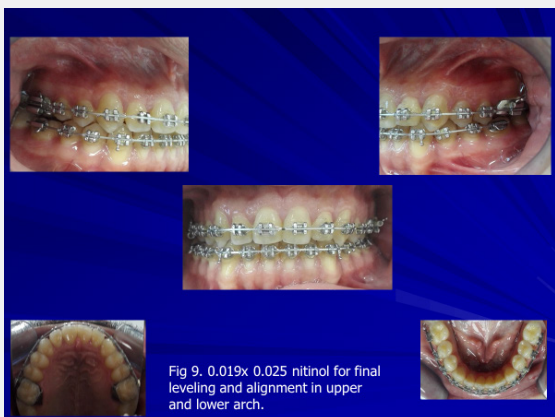 Fig 9. 0.019x 0.025 nitinol for final
leveling and alignment in upper
and lower arch.